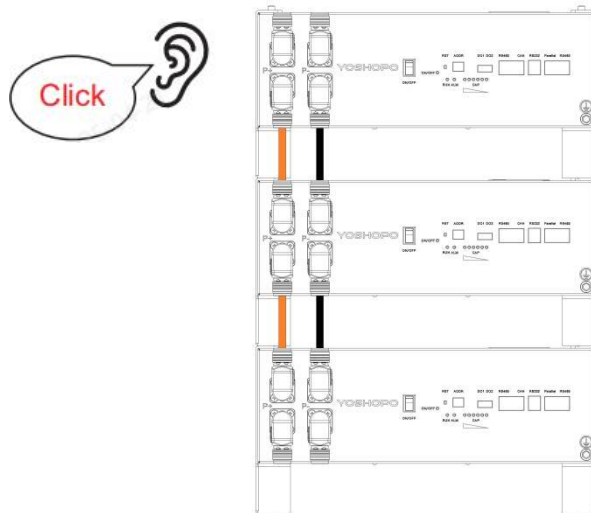 Click
P+
P-
YOSHOPO
ON/OFF
ON/OFF
RST ADDR DO1 DO2 RS485 CAN RS232 Parallel RS485
RUN ALM CAP
P+
P-
YOSHOPO
ON/OFF
ON/OFF
RST ADDR DO1 DO2 RS485 CAN RS232 Parallel RS485
RUN ALM CAP
P+
P-
YOSHOPO
ON/OFF
ON/OFF
RST ADDR DO1 DO2 RS485 CAN RS232 Parallel RS485
RUN ALM CAP